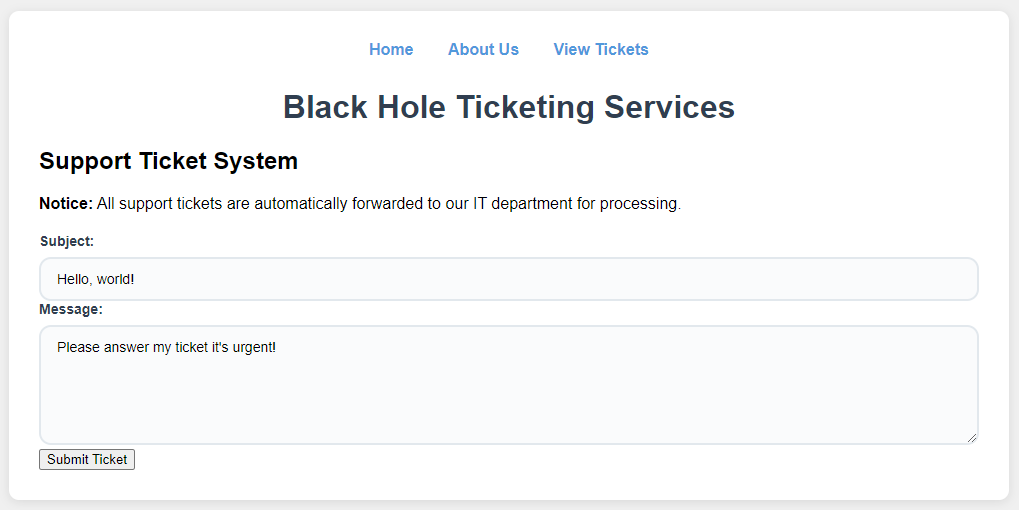 Home About Us View Tickets
Black Hole Ticketing Services
Support Ticket System
Notice: All support tickets are automatically forwarded to our IT department for processing.
Subject:
Hello, world!
Message:
Please answer my ticket it's urgent!
Submit Ticket